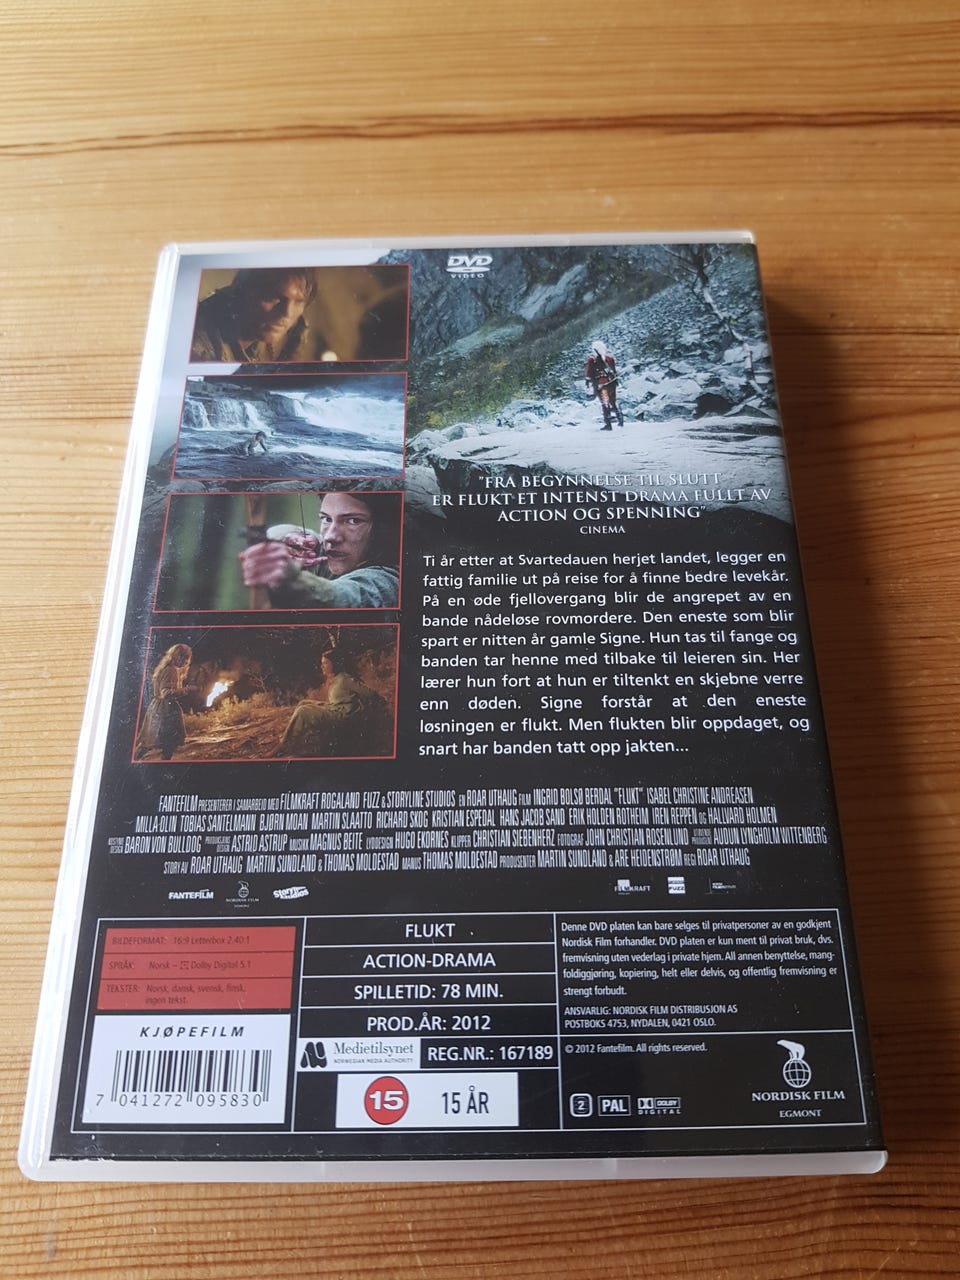 DVD
VIDEO
"FRA BEGYNNELSE TIL SLUTT
ER FLUKT ET INTENST DRAMA FULLT AV
ACTION OG SPENNING"
CINEMA
Ti år etter at Svartedauen herjet landet, legger en
fattig familie ut på reise for å finne bedre levekår.
På en øde fjellovergang blir de angrepet av en
bande nådeløse rovmordere. Den eneste som blir
spart er nitten år gamle Signe. Hun tas til fange og
banden tar henne med tilbake til leieren sin. Her
lærer hun fort at hun er tiltenkt en skjebne verre
enn døden. Signe forstår at den eneste
løsningen er flukt. Men flukten blir oppdaget, og
snart har banden tatt opp jakten...
FANTEFILM PRESENTERER I SAMARBEID MED FILMKRAFT ROGALAND FUZZ & STORYLINE STUDIOS EN ROAR UTHAUG FILM INGRID BOLSØ BERDAL "FLUKT" ISABEL CHRISTINE ANDREASEN
MILLA OLIN TOBIAS SANTELMANN BJØRN MOAN MARTIN SLAATTO RICHARD SKOG KRISTIAN ESPEDAL HANS JACOB SAND ERIK HOLDEN ROTHEIM IREN REPPEN OG HALLVARD HOLMEN
KOSTYME DESIGN BARON VON BULLDOG PRODUKSJONS DESIGN ASTRID ASTRUP MUSIKK MAGNUS BEITE LYDDESIGN HUGO EKORNES KLIPPER CHRISTIAN SIEBENHERZ FOTOGRAF JOHN CHRISTIAN ROSENLUND UTØVENDE PRODUSENT AUDUN LYNGHOLM WITTENBERG
STORY AV ROAR UTHAUG MARTIN SUNDLAND & THOMAS MOLDESTAD MANUS THOMAS MOLDESTAD PRODUSENTER MARTIN SUNDLAND & ARE HEIDENSTRØM REGI ROAR UTHAUG
FANTEFILM NORDISK FILM EGMONT Storyline Studios FILMKRAFT FUZZ
BILDEFORMAT: 16:9 Letterbox 2.40:1
SPRÅK: Norsk – Dolby Digital 5.1
TEKSTER: Norsk, dansk, svensk, finsk,
ingen tekst.
KJØPEFILM
7 041272 095830
FLUKT
ACTION-DRAMA
SPILLETID: 78 MIN.
PROD.ÅR: 2012
Medietilsynet
NORWEGIAN MEDIA AUTHORITY
REG.NR.: 167189
15 15 ÅR
Denne DVD platen kan bare selges til privatpersoner av en godkjent
Nordisk Film forhandler. DVD platen er kun ment til privat bruk, dvs.
fremvisning uten vederlag i private hjem. All annen benyttelse, mang-
foldiggjøring, kopiering, helt eller delvis, og offentlig fremvisning er
strengt forbudt.
ANSVARLIG: NORDISK FILM DISTRIBUSJON AS
POSTBOKS 4753, NYDALEN, 0421 OSLO.
© 2012 Fantefilm. All rights reserved.
2 PAL DOLBY
DIGITAL
NORDISK FILM
EGMONT